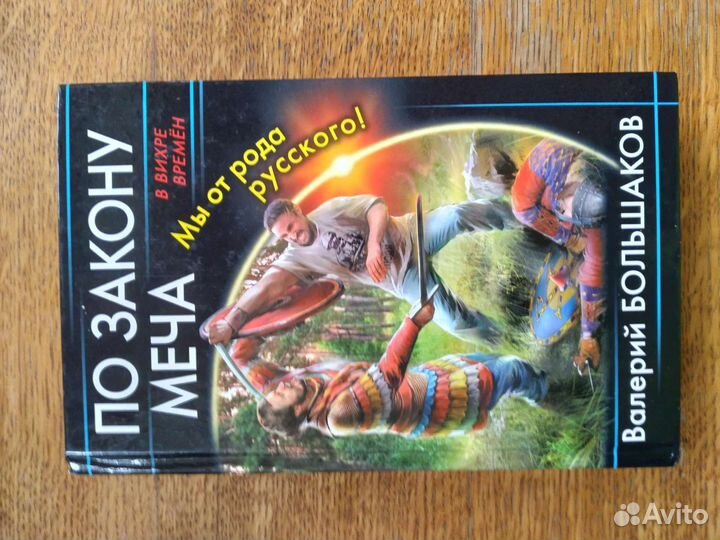 Валерий БОЛЬШАКОВ
Мы от рода
русского!
В ВИХРЕ
ВРЕМЁН
ПО ЗАКОНУ
МЕЧА
Avito